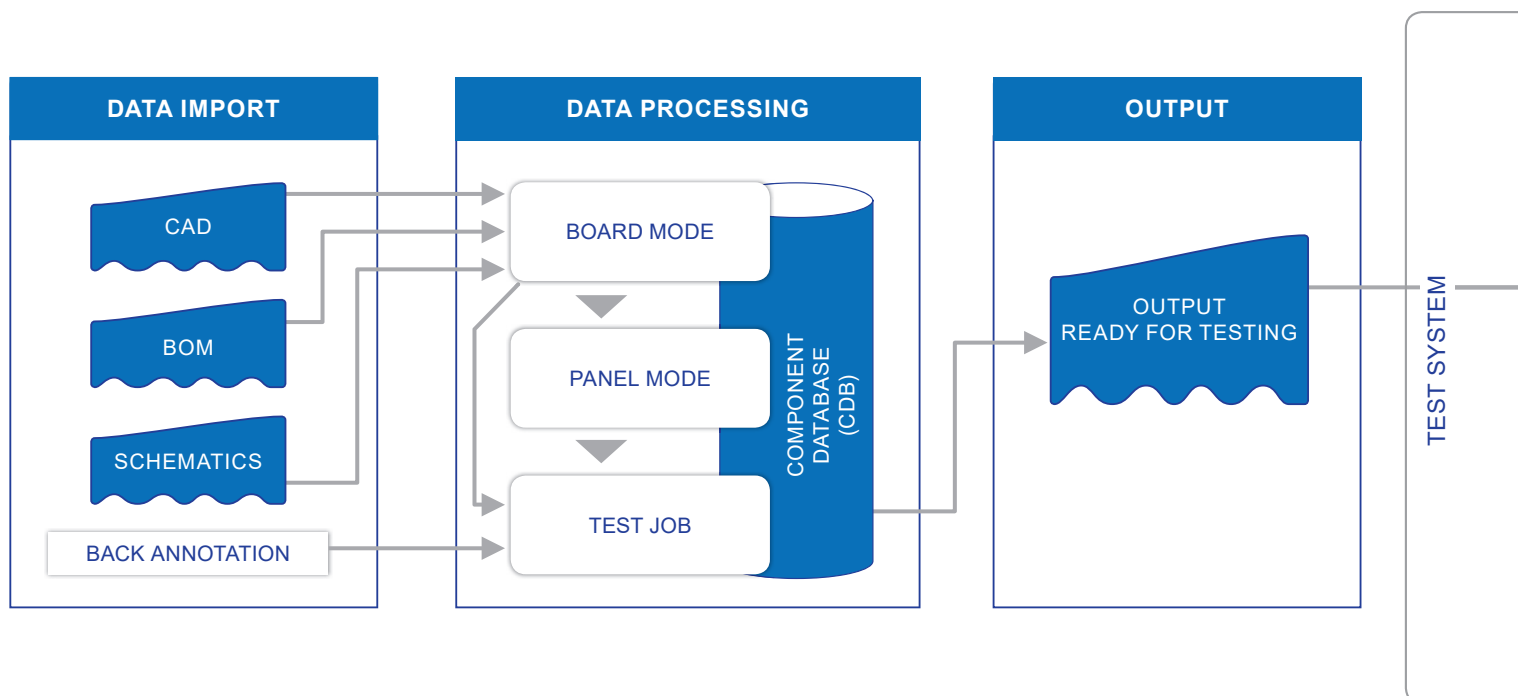 DATA IMPORT
CAD
BOM
SCHEMATICS
BACK ANNOTATION
DATA PROCESSING
BOARD MODE
PANEL MODE
TEST JOB
COMPONENT
DATABASE
(CDB)
OUTPUT
OUTPUT
READY FOR TESTING
TEST SYSTEM